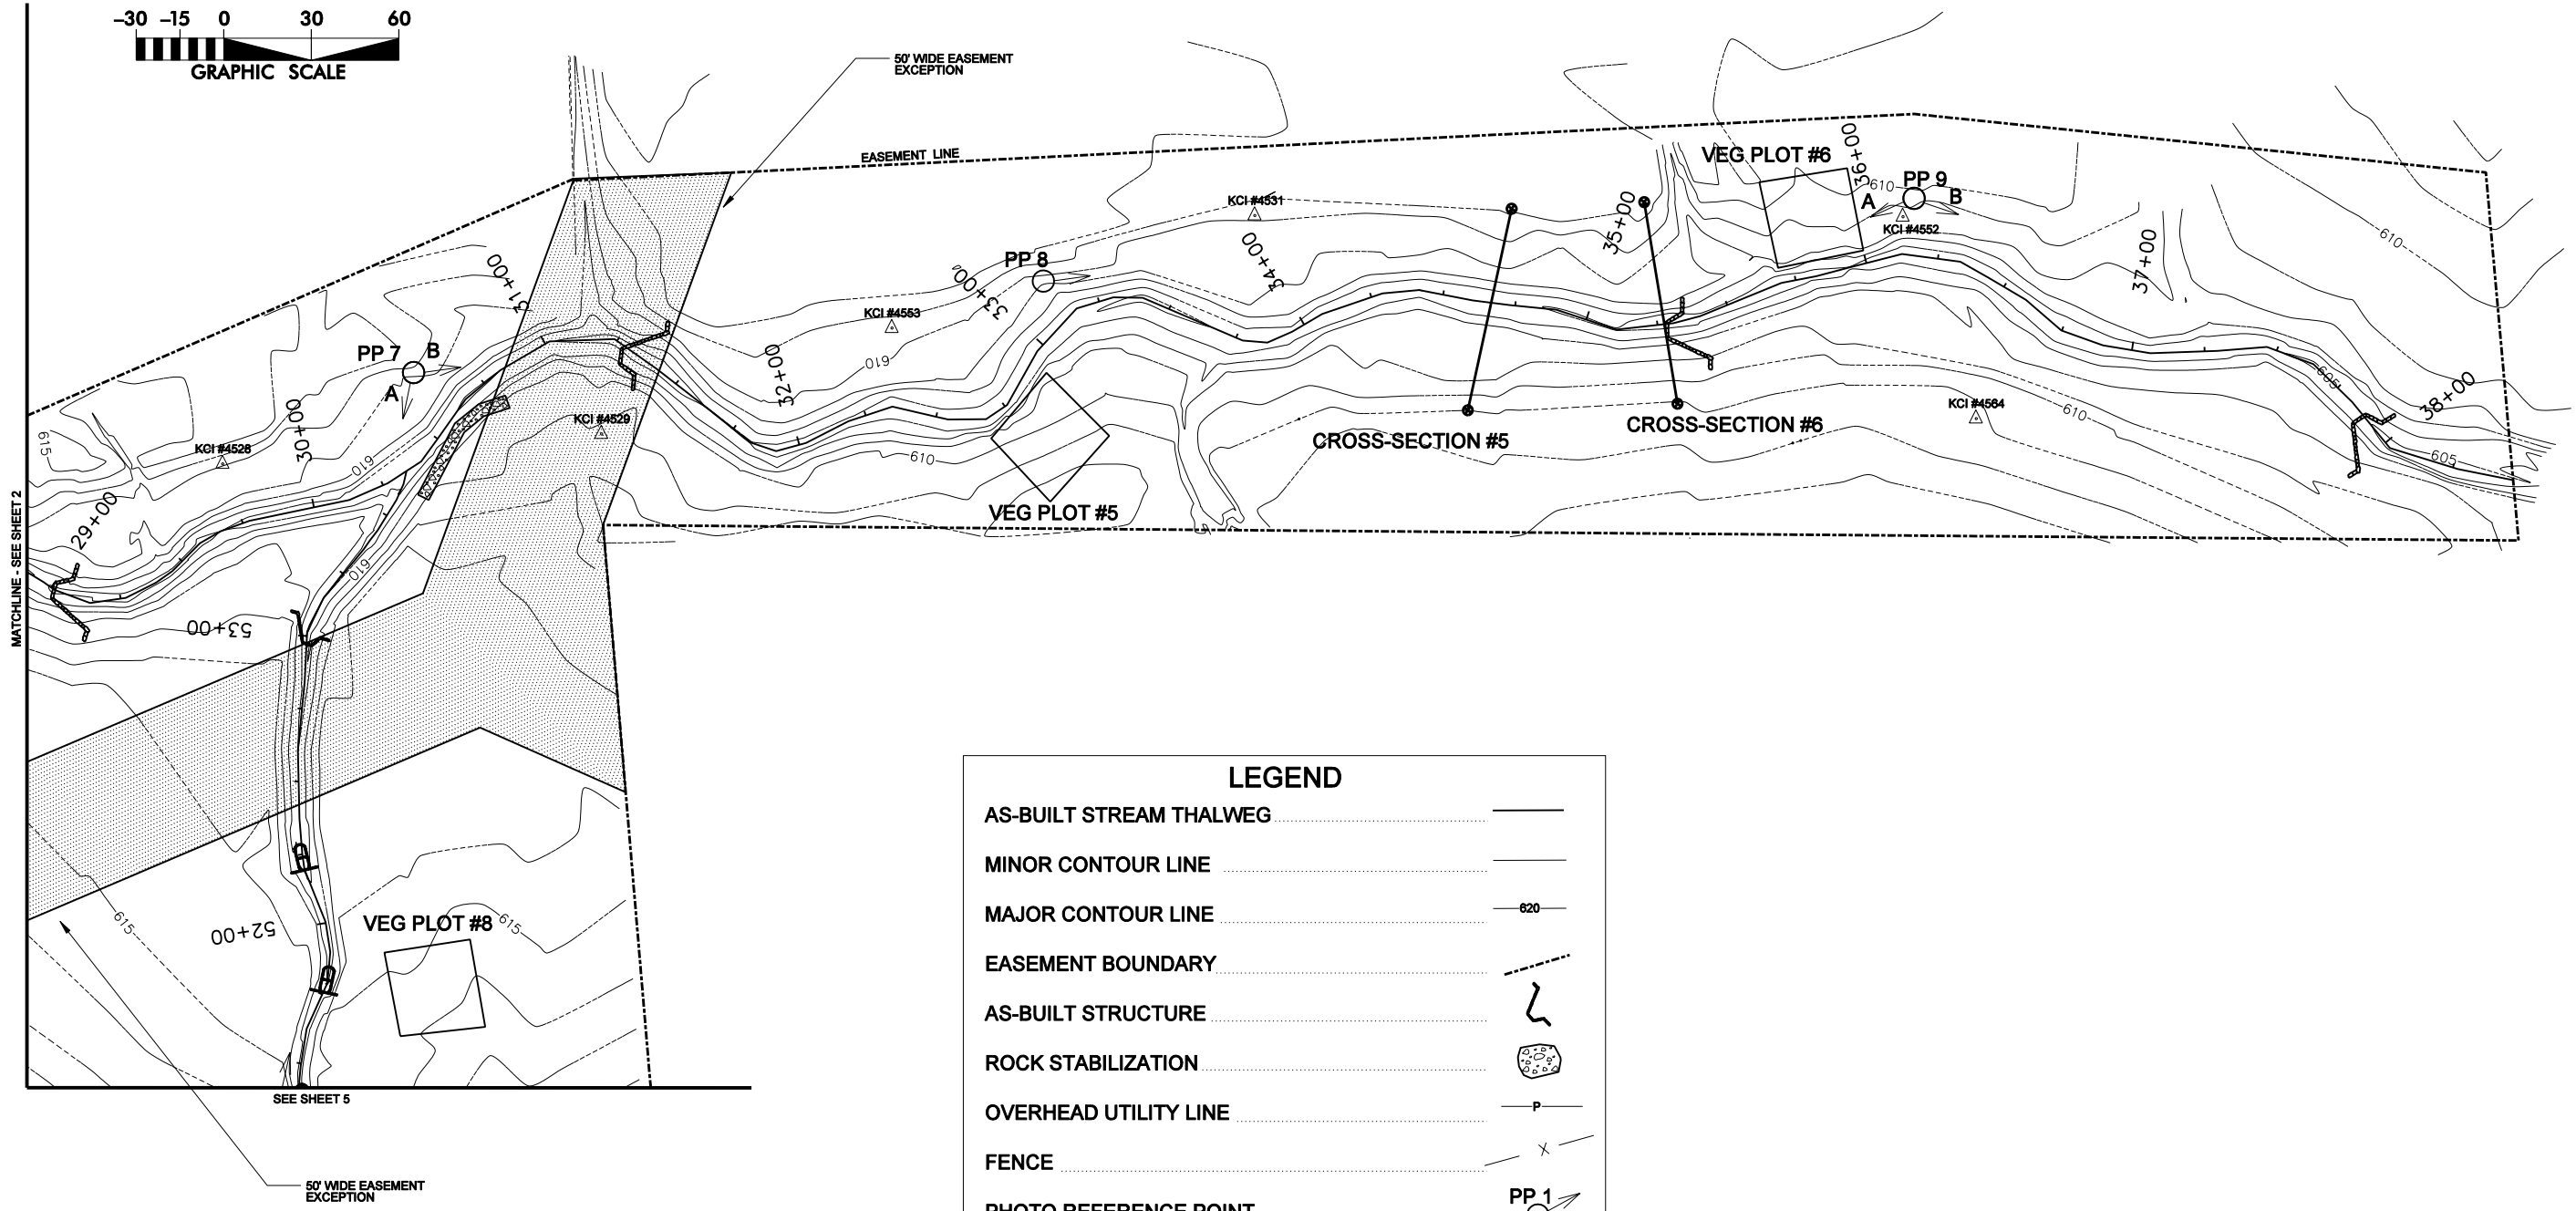 –30 –15 0 30 60
GRAPHIC SCALE
50' WIDE EASEMENT
EXCEPTION
EASEMENT LINE
VEG PLOT #6
36+00
610
PP 9
A
B
KCI #4552
KCI #4531
35+00
34+00
37+00
610
31+00
PP 8
33+00
KCI #4553
610
32+00
PP 7
B
A
30+00
KCI #4528
615
610
KCI #4529
605
38+00
KCI #4564
610
CROSS-SECTION #5
CROSS-SECTION #6
610
605
VEG PLOT #5
29+00
MATCHLINE - SEE SHEET 2
610
53+00
615
52+00
VEG PLOT #8
615
SEE SHEET 5
50' WIDE EASEMENT
EXCEPTION
LEGEND
AS-BUILT STREAM THALWEG
MINOR CONTOUR LINE
MAJOR CONTOUR LINE
620
EASEMENT BOUNDARY
AS-BUILT STRUCTURE
ROCK STABILIZATION
OVERHEAD UTILITY LINE
P
FENCE
X
PHOTO REFERENCE POINT
PP 1